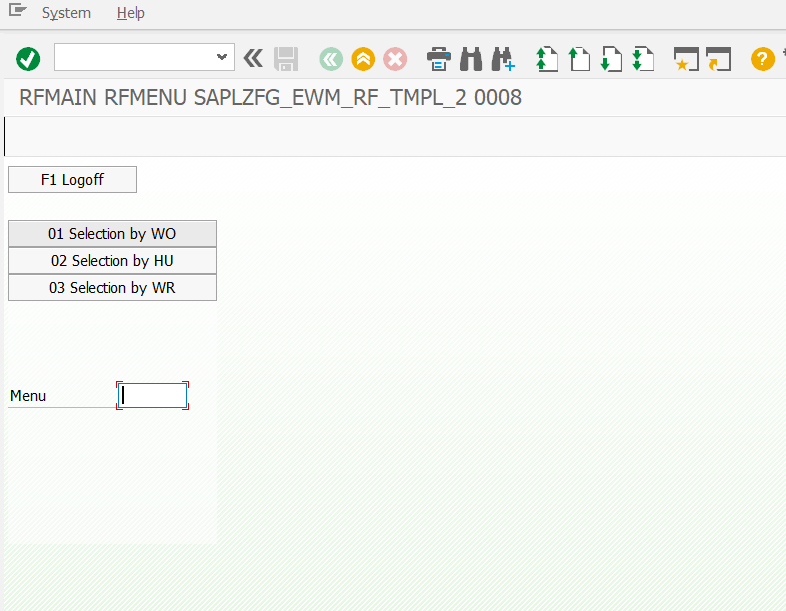 System Help
RFMAIN RFMENU SAPLZFG_EWM_RF_TMPL_2 0008
F1 Logoff
01 Selection by WO
02 Selection by HU
03 Selection by WR
Menu